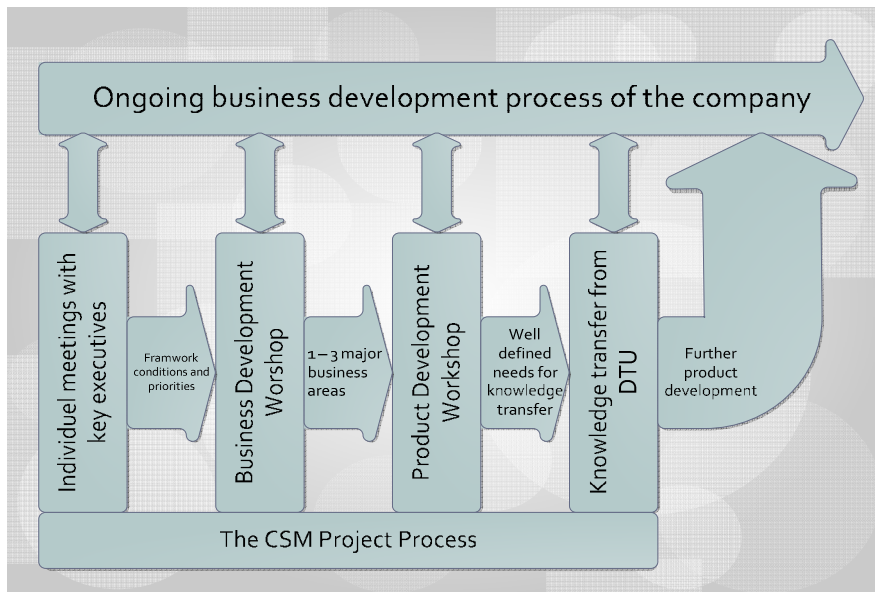 Ongoing business development process of the company
Individuel meetings with
key executives
Framwork
conditions and
priorities
Business Development
Worshop
1 – 3 major
business
areas
Product Development
Workshop
Well
defined
needs for
knowledge
transfer
Knowledge transfer from
DTU
Further
product
development
The CSM Project Process